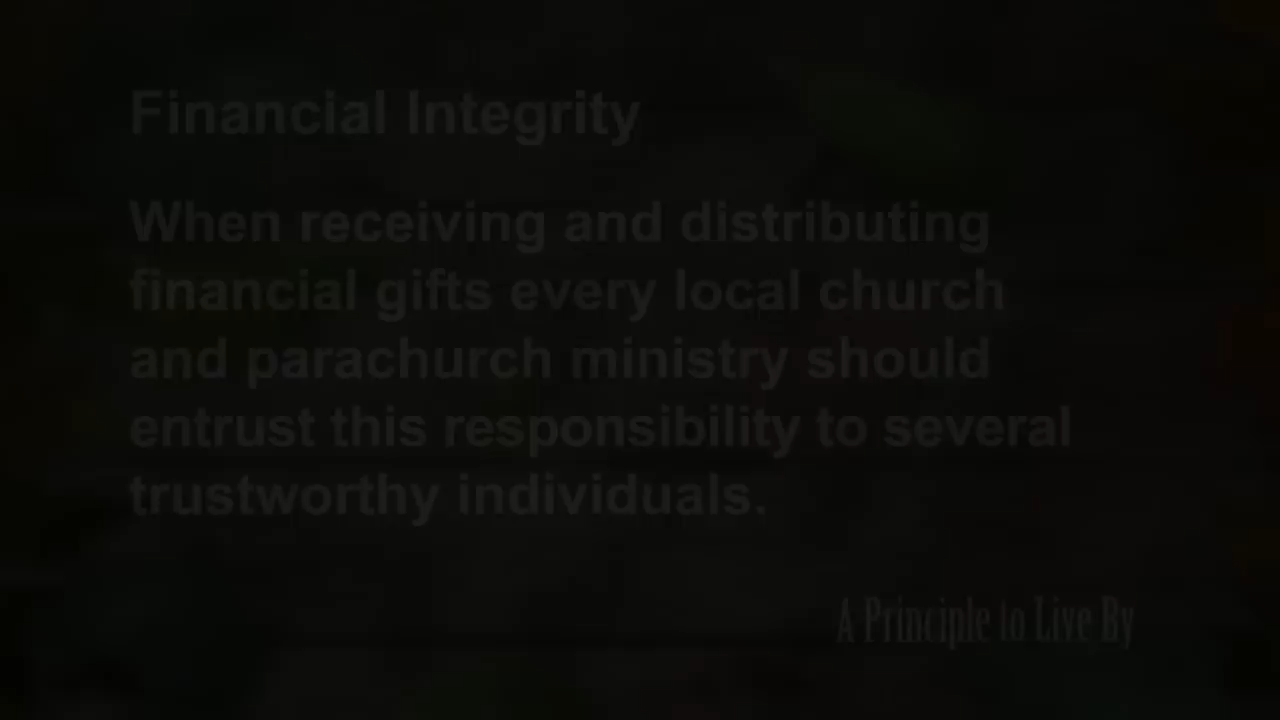 Financial Integrity
When receiving and distributing
financial gifts every local church
and parachurch ministry should
entrust this responsibility to several
trustworthy individuals.
A Principle to Live By